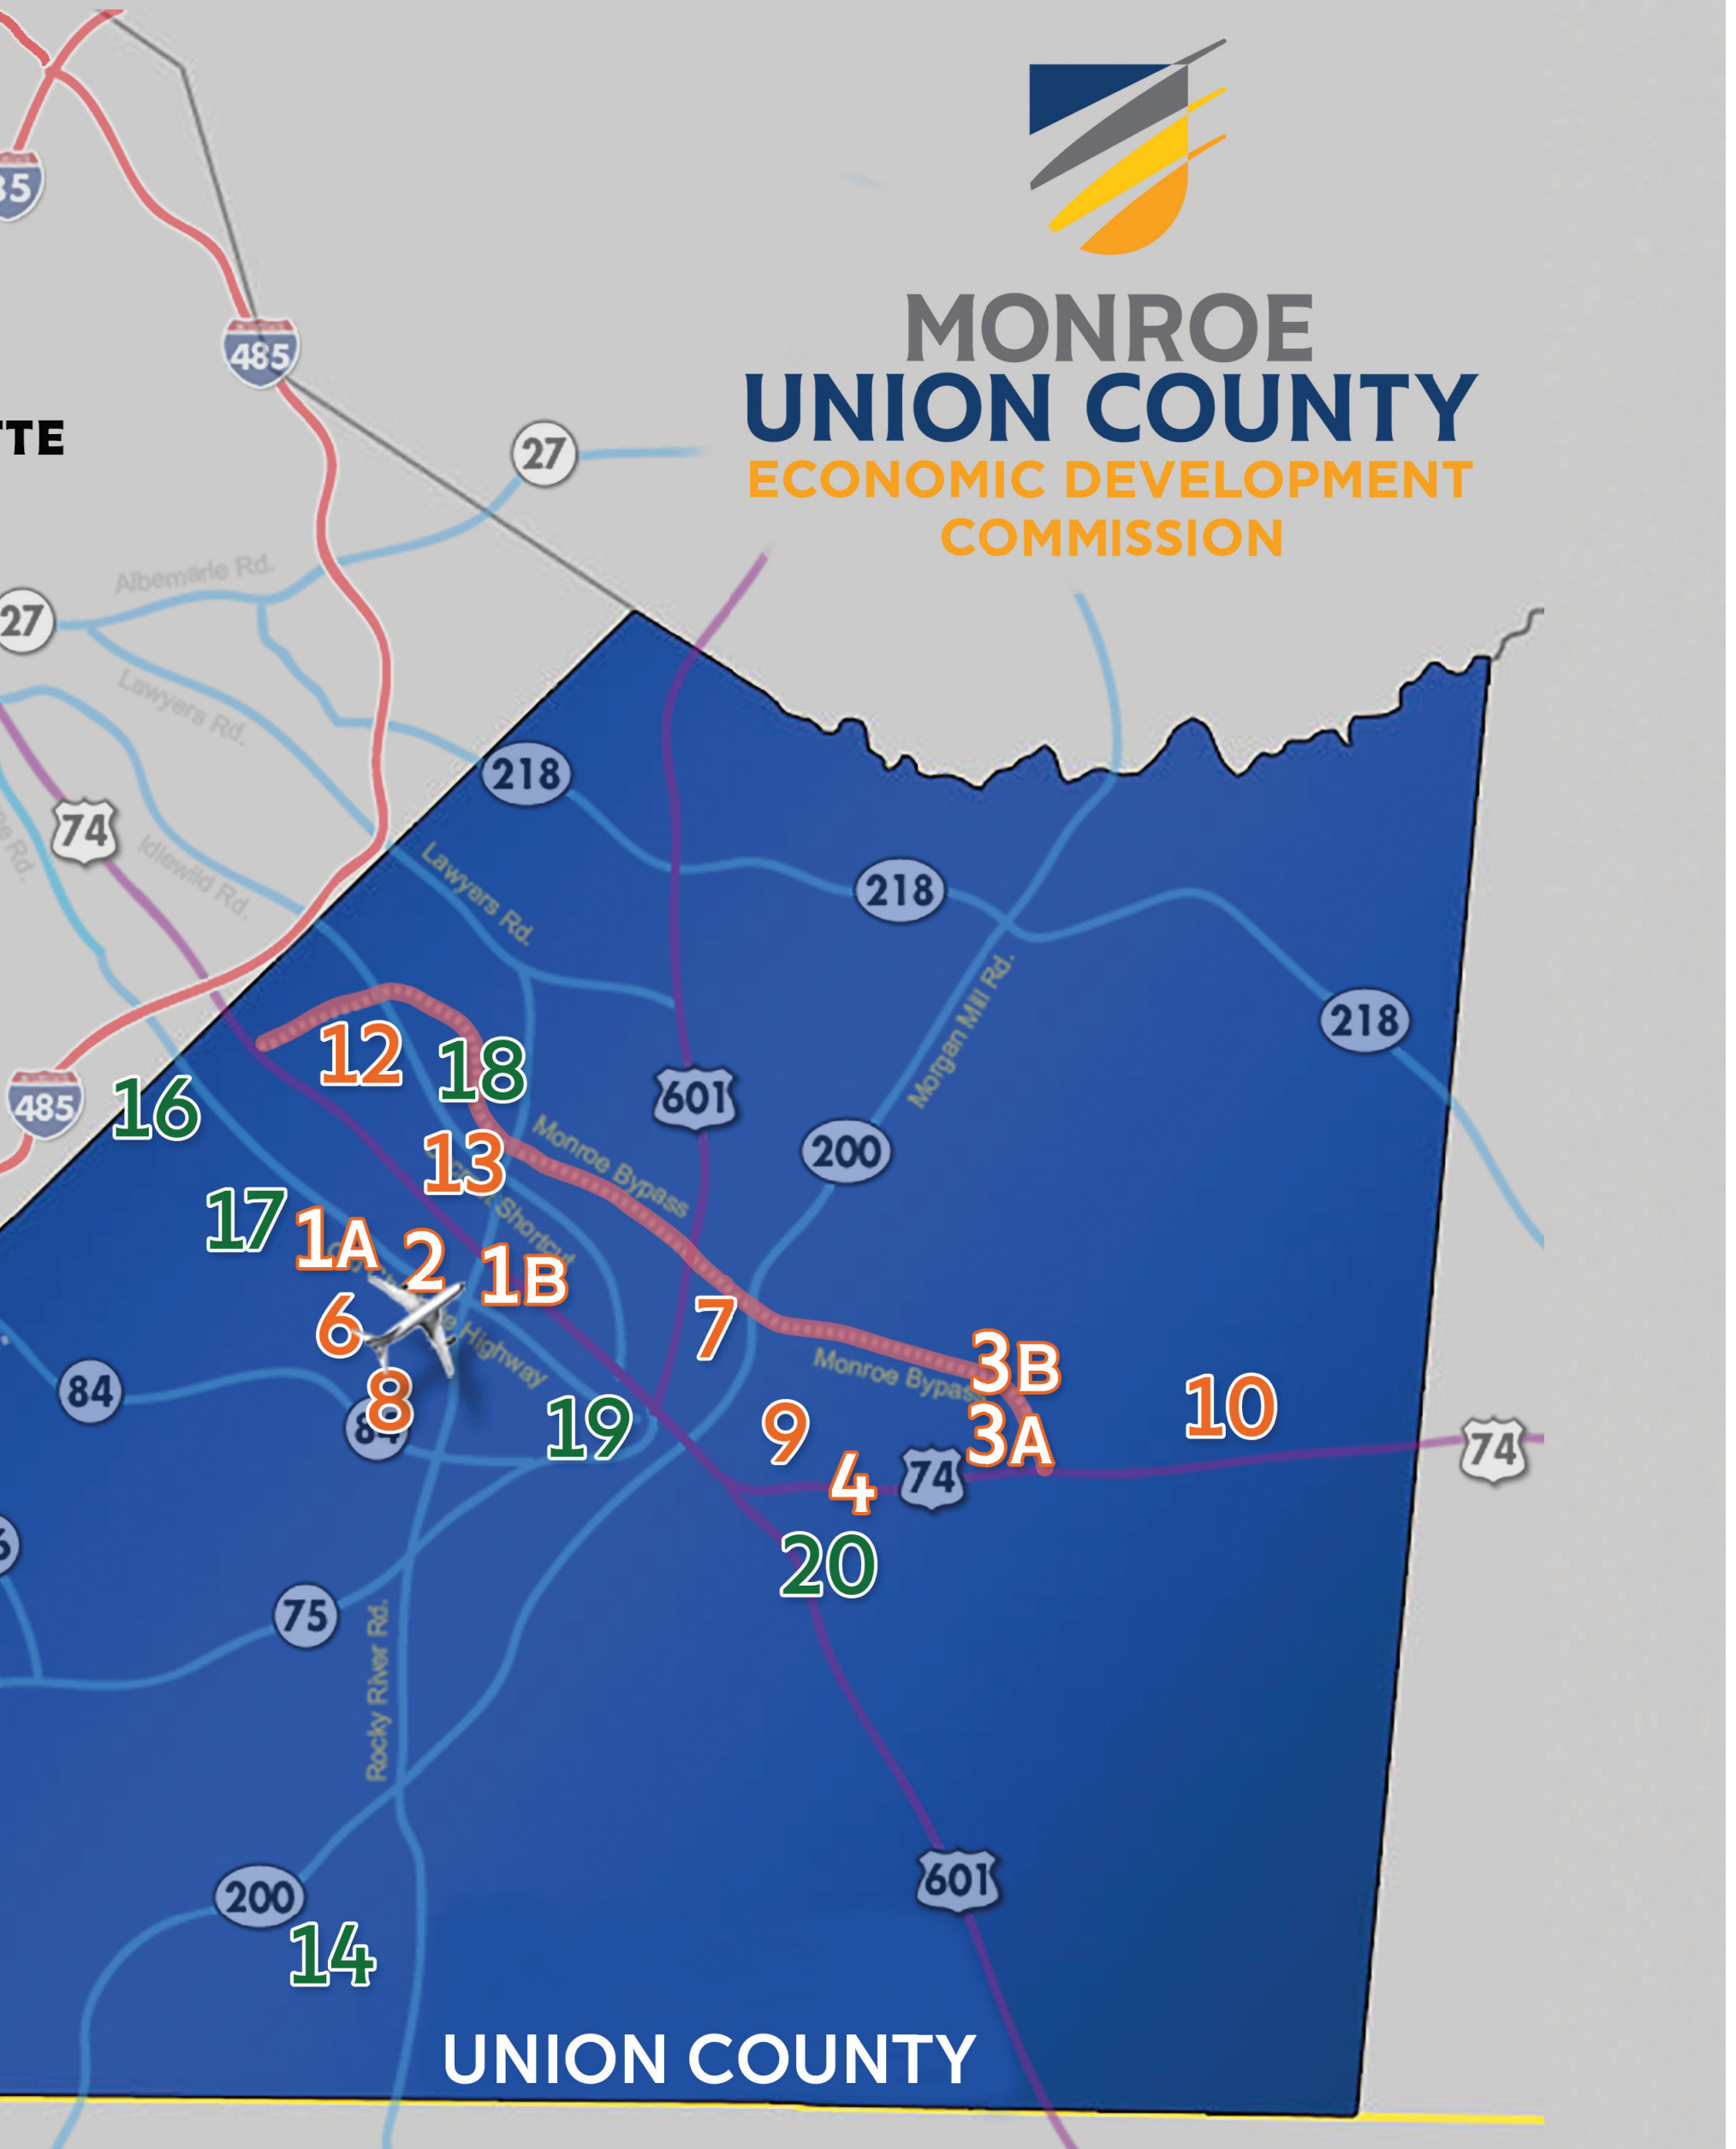 MONROE
UNION COUNTY
ECONOMIC DEVELOPMENT
COMMISSION
485
27
Albemarle Rd.
27
Lawyers Rd.
74
Idlewild Rd.
Rd.
218
Lawyers Rd.
218
218
Morgan Mill Rd.
12
18
601
485
16
13
Monroe Bypass
200
Shortcut
17
1A
2
1B
6
Highway
7
3B
Monroe Bypass
84
8
84
19
9
3A
10
74
4
74
20
75
Rocky River Rd.
601
200
14
UNION COUNTY